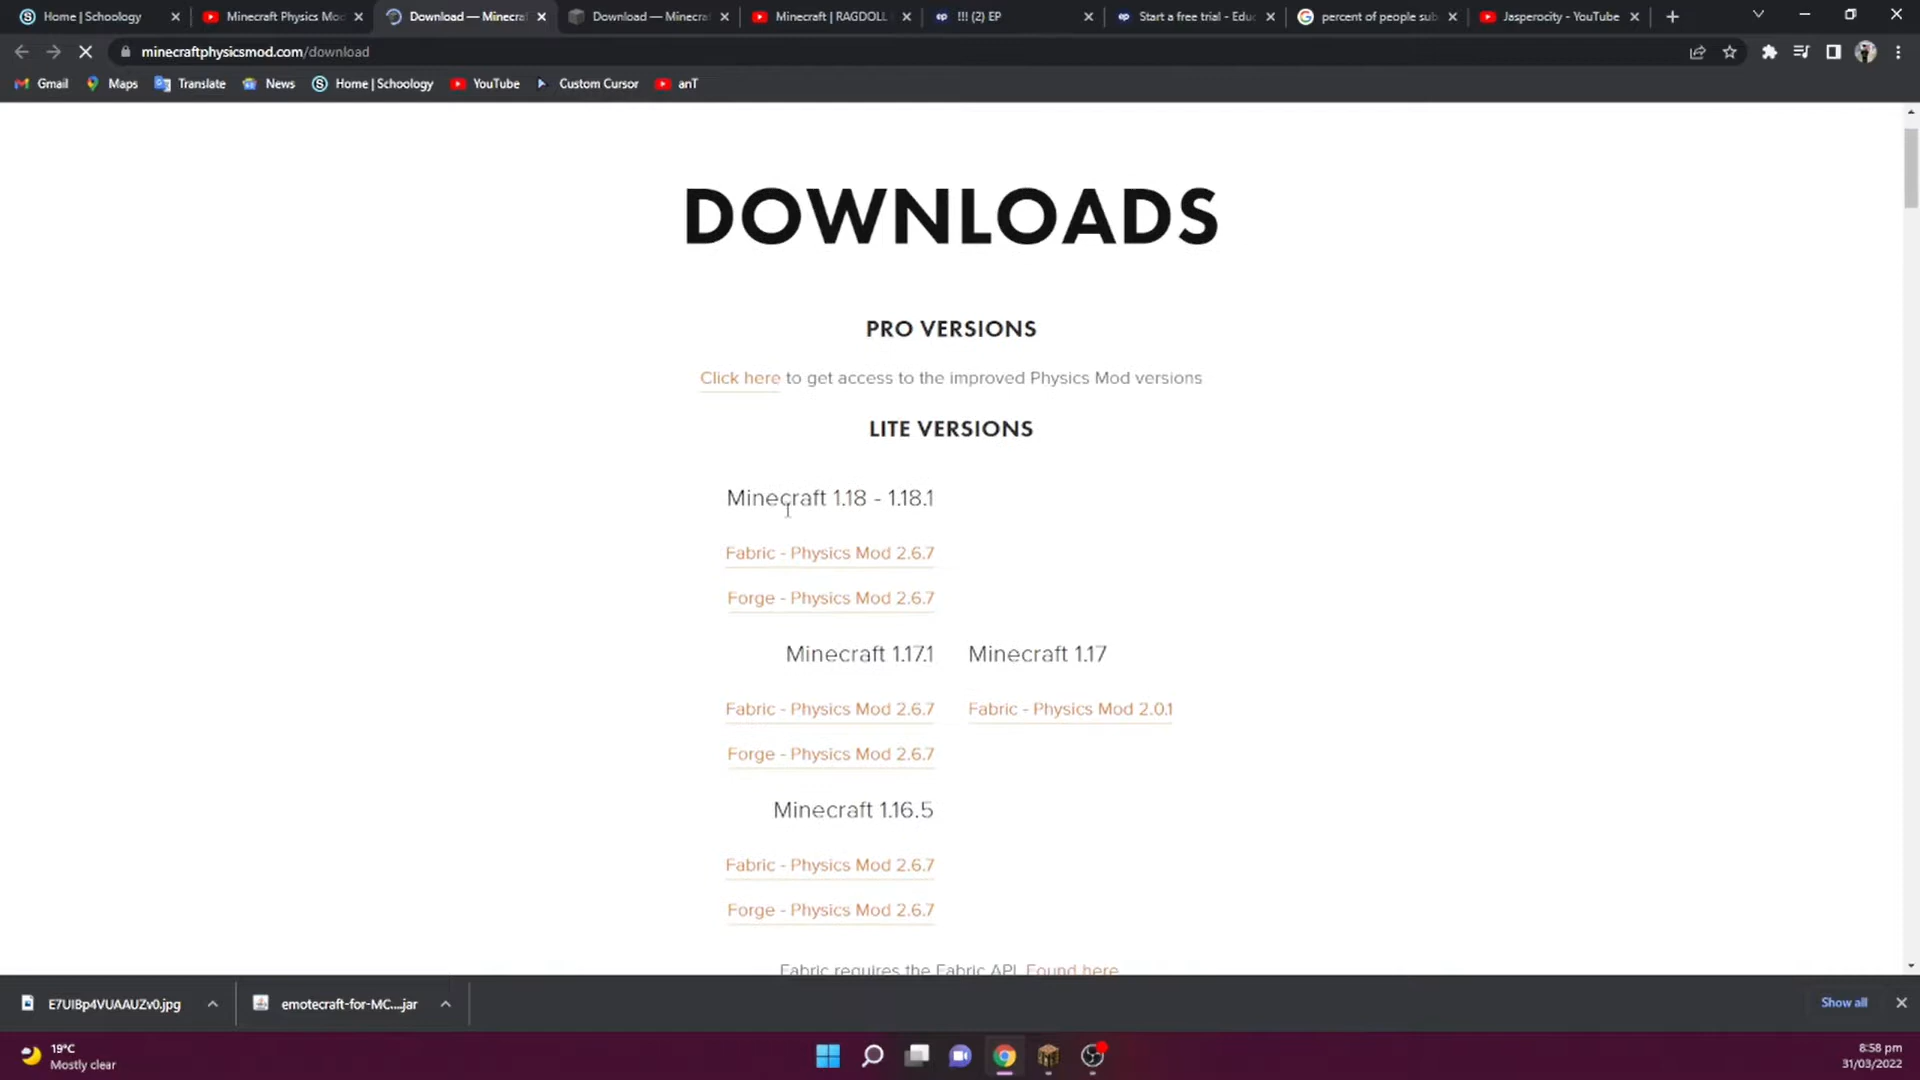 Home | Schoology
Minecraft Physics Mo
Download — Minecra
Download — Minecra
Minecraft | RAGDOLL
ep !!! (2) EP
ep Start a free trial - Edu
percent of people sub
Jasperocity - YouTube
minecraftphysicsmod.com/download
Gmail
Maps
Translate
News
Home | Schoology
YouTube
Custom Cursor
anT
DOWNLOADS
PRO VERSIONS
Click here to get access to the improved Physics Mod versions
LITE VERSIONS
Minecraft 1.18 - 1.18.1
Fabric - Physics Mod 2.6.7
Forge - Physics Mod 2.6.7
Minecraft 1.17.1
Minecraft 1.17
Fabric - Physics Mod 2.6.7
Fabric - Physics Mod 2.0.1
Forge - Physics Mod 2.6.7
Minecraft 1.16.5
Fabric - Physics Mod 2.6.7
Forge - Physics Mod 2.6.7
Fabric requires the Fabric API. Found here
E7UIBp4VUAAUZv0.jpg
emotecraft-for-MC....jar
Show all
19°C
Mostly clear
8:58 pm
31/03/2022